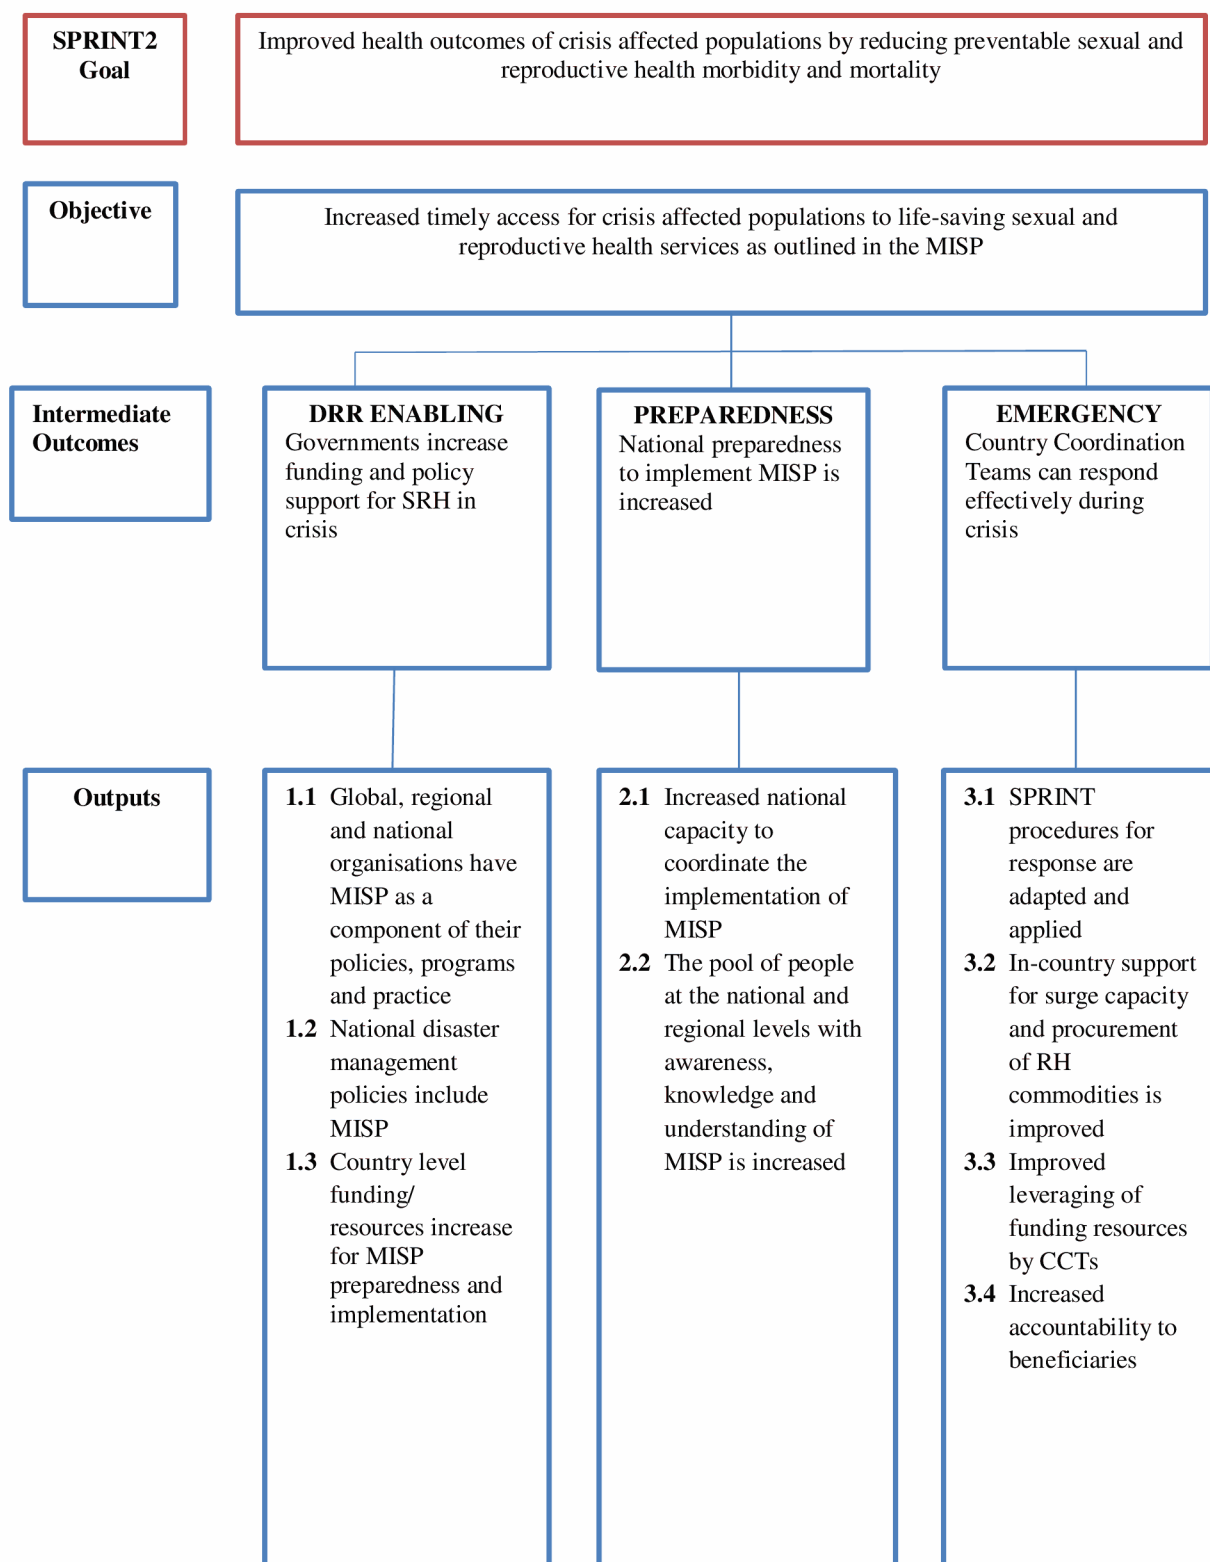 SPRINT2
Goal
Improved health outcomes of crisis affected populations by reducing preventable sexual and
reproductive health morbidity and mortality
Objective
Increased timely access for crisis affected populations to life-saving sexual and
reproductive health services as outlined in the MISP
Intermediate
Outcomes
DRR ENABLING
Governments increase
funding and policy
support for SRH in
crisis
PREPAREDNESS
National preparedness
to implement MISP is
increased
EMERGENCY
Country Coordination
Teams can respond
effectively during
crisis
Outputs
1.1 Global, regional
and national
organisations have
MISP as a
component of their
policies, programs
and practice
1.2 National disaster
management
policies include
MISP
1.3 Country level
funding/
resources increase
for MISP
preparedness and
implementation
2.1 Increased national
capacity to
coordinate the
implementation of
MISP
2.2 The pool of people
at the national and
regional levels with
awareness,
knowledge and
understanding of
MISP is increased
3.1 SPRINT
procedures for
response are
adapted and
applied
3.2 In-country support
for surge capacity
and procurement
of RH
commodities is
improved
3.3 Improved
leveraging of
funding resources
by CCTs
3.4 Increased
accountability to
beneficiaries